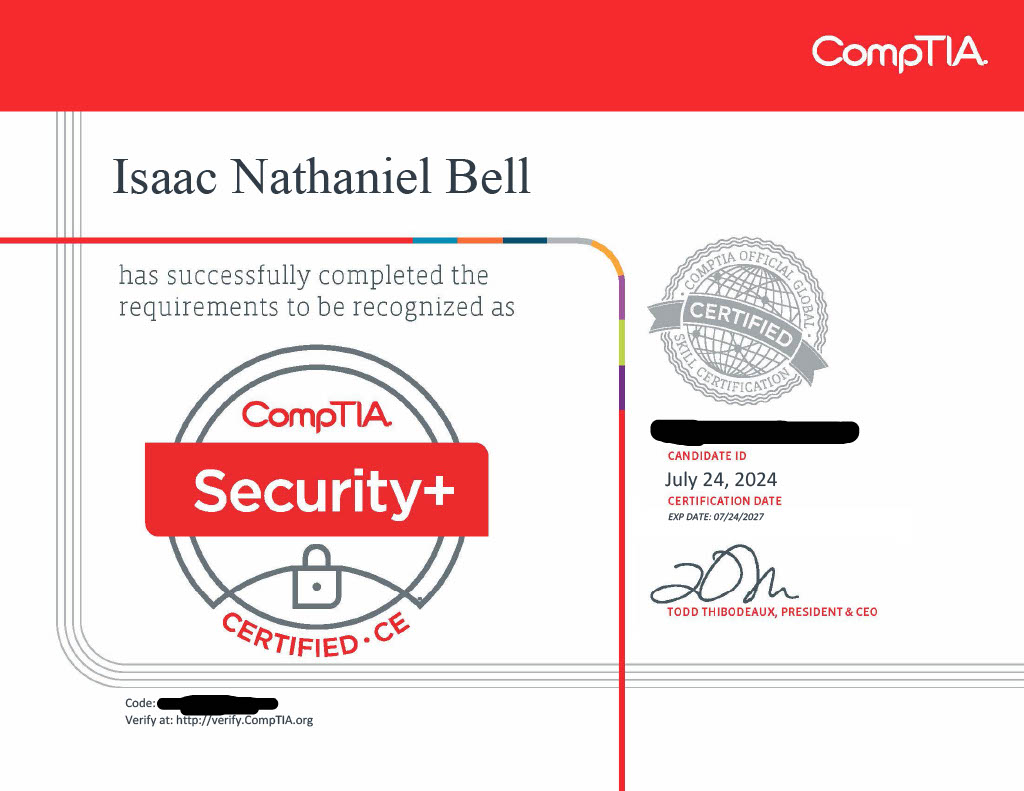 CompTIA.
Isaac Nathaniel Bell
has successfully completed the
requirements to be recognized as
COMPTIA OFFICIAL GLOBAL
CERTIFIED
SKILL CERTIFICATION
CompTIA.
Security+
CERTIFIED • CE
CANDIDATE ID
July 24, 2024
CERTIFICATION DATE
EXP DATE: 07/24/2027
TODD THIBODEAUX, PRESIDENT & CEO
Code:
Verify at: http://verify.CompTIA.org